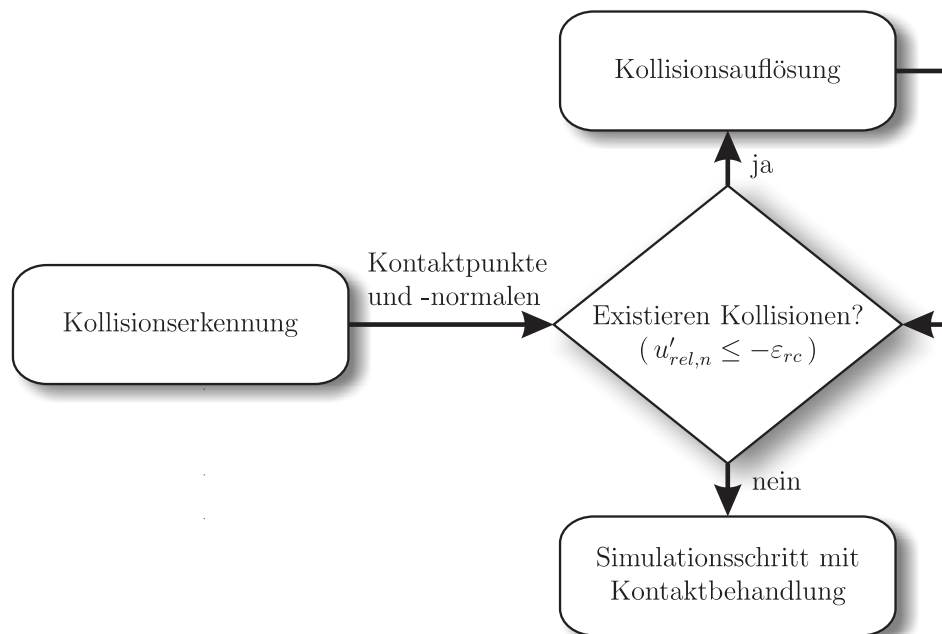 Kollisionsauflösung
ja
Kontaktpunkte
und -normalen
Kollisionserkennung
Existieren Kollisionen?
( u′rel,n ≤ −εrc )
nein
Simulationsschritt mit
Kontaktbehandlung